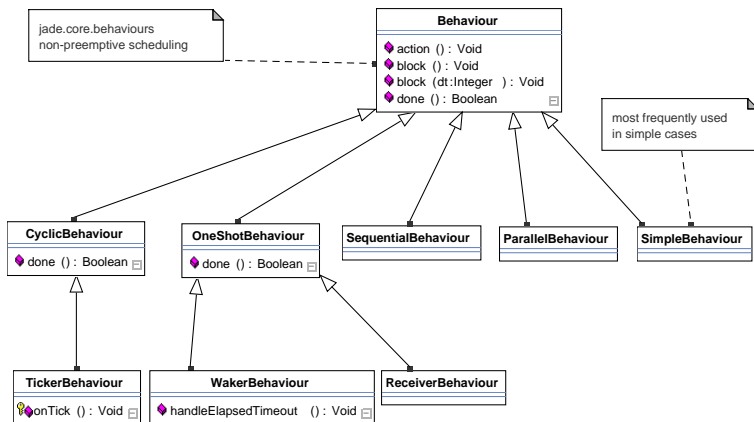 jade.core.behaviours
non-preemptive scheduling
Behaviour
action () : Void
block () : Void
block (dt:Integer ) : Void
done () : Boolean
most frequently used
in simple cases
CyclicBehaviour
done () : Boolean
OneShotBehaviour
done () : Boolean
SequentialBehaviour
ParallelBehaviour
SimpleBehaviour
TickerBehaviour
onTick () : Void
WakerBehaviour
handleElapsedTimeout () : Void
ReceiverBehaviour